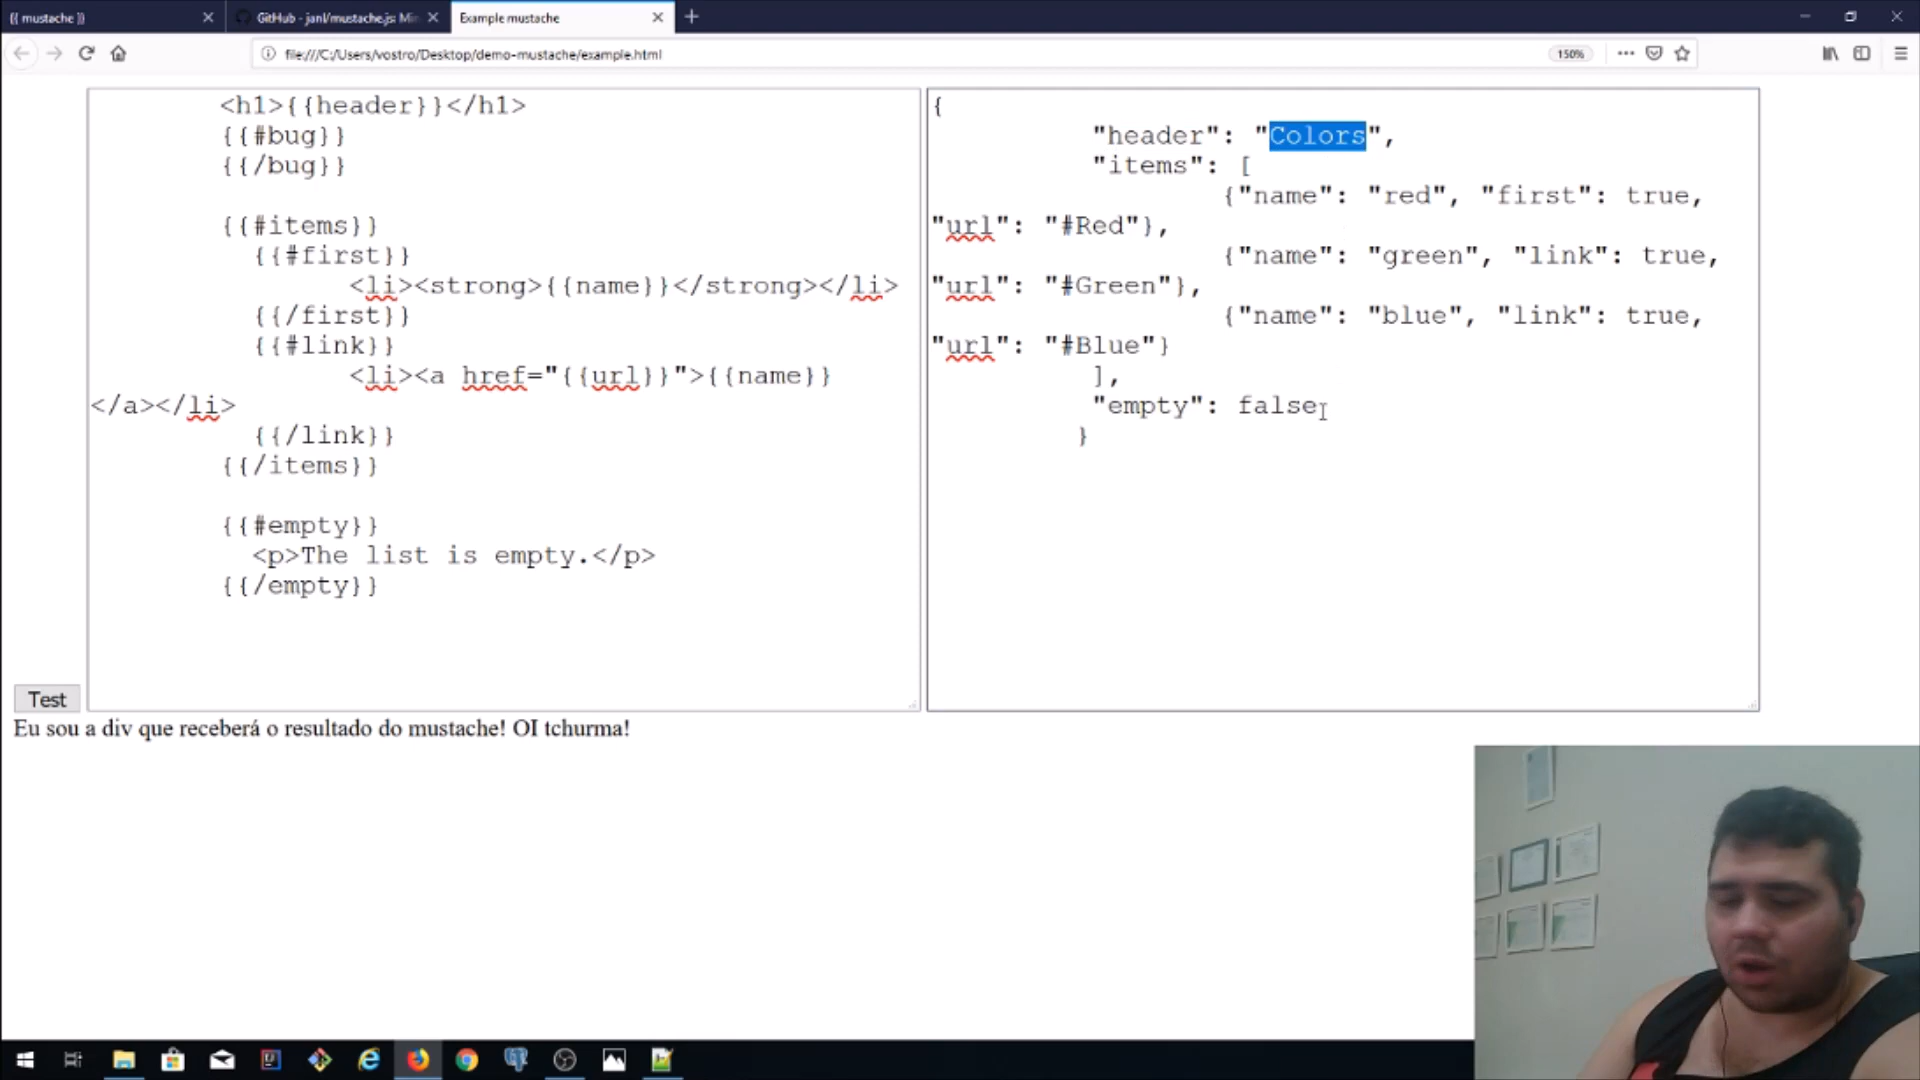 {{ mustache }}
GitHub - janl/mustache.js: Min
Example mustache
file:///C:/Users/vostro/Desktop/demo-mustache/example.html
150%
<h1>{{header}}</h1>
{{#bug}}
{{/bug}}
{{#items}}
{{#first}}
<li><strong>{{name}}</strong></li>
{{/first}}
{{#link}}
<li><a href="{{url}}">{{name}}
</a></li>
{{/link}}
{{/items}}
{{#empty}}
<p>The list is empty.</p>
{{/empty}}
{
"header": "Colors",
"items": [
{"name": "red", "first": true,
"url": "#Red"},
{"name": "green", "link": true,
"url": "#Green"},
{"name": "blue", "link": true,
"url": "#Blue"}
],
"empty": false
}
Test
Eu sou a div que receberá o resultado do mustache! OI tchurma!